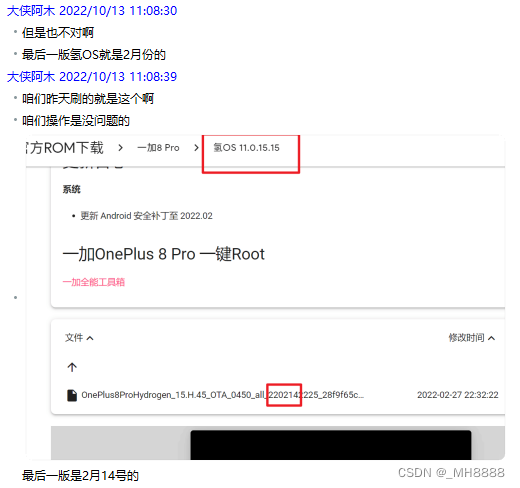 大侠阿木 2022/10/13 11:08:30
但是也不对啊
最后一版氢OS就是2月份的
大侠阿木 2022/10/13 11:08:39
咱们昨天刷的就是这个啊
咱们操作是没问题的
官方ROM下载 > 一加8 Pro > 氢OS 11.0.15.15
系统
更新 Android 安全补丁至 2022.02
一加OnePlus 8 Pro 一键Root
一加全能工具箱
文件 修改时间
OnePlus8ProHydrogen_15.H.45_OTA_0450_all_2202142225_28f9f65c... 2022-02-27 22:32:22
最后一版是2月14号的
CSDN @_MH8888